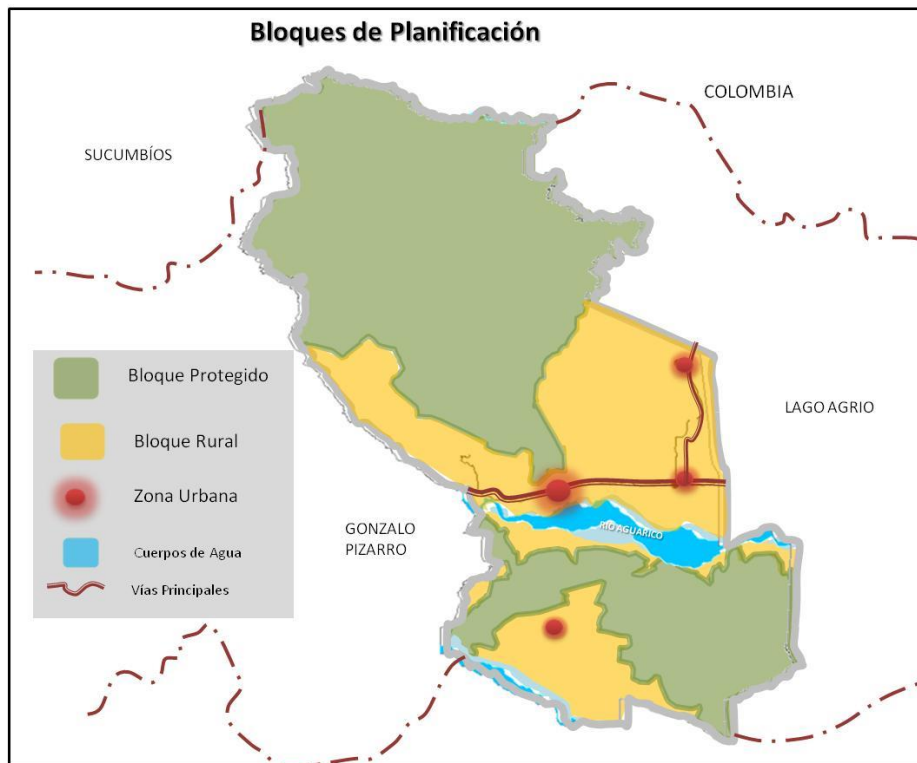 Bloques de Planificación
COLOMBIA
SUCUMBÍOS
Bloque Protegido
Bloque Rural
Zona Urbana
Cuerpos de Agua
Vías Principales
LAGO AGRIO
GONZALO
PIZARRO
RIO AGUARICO